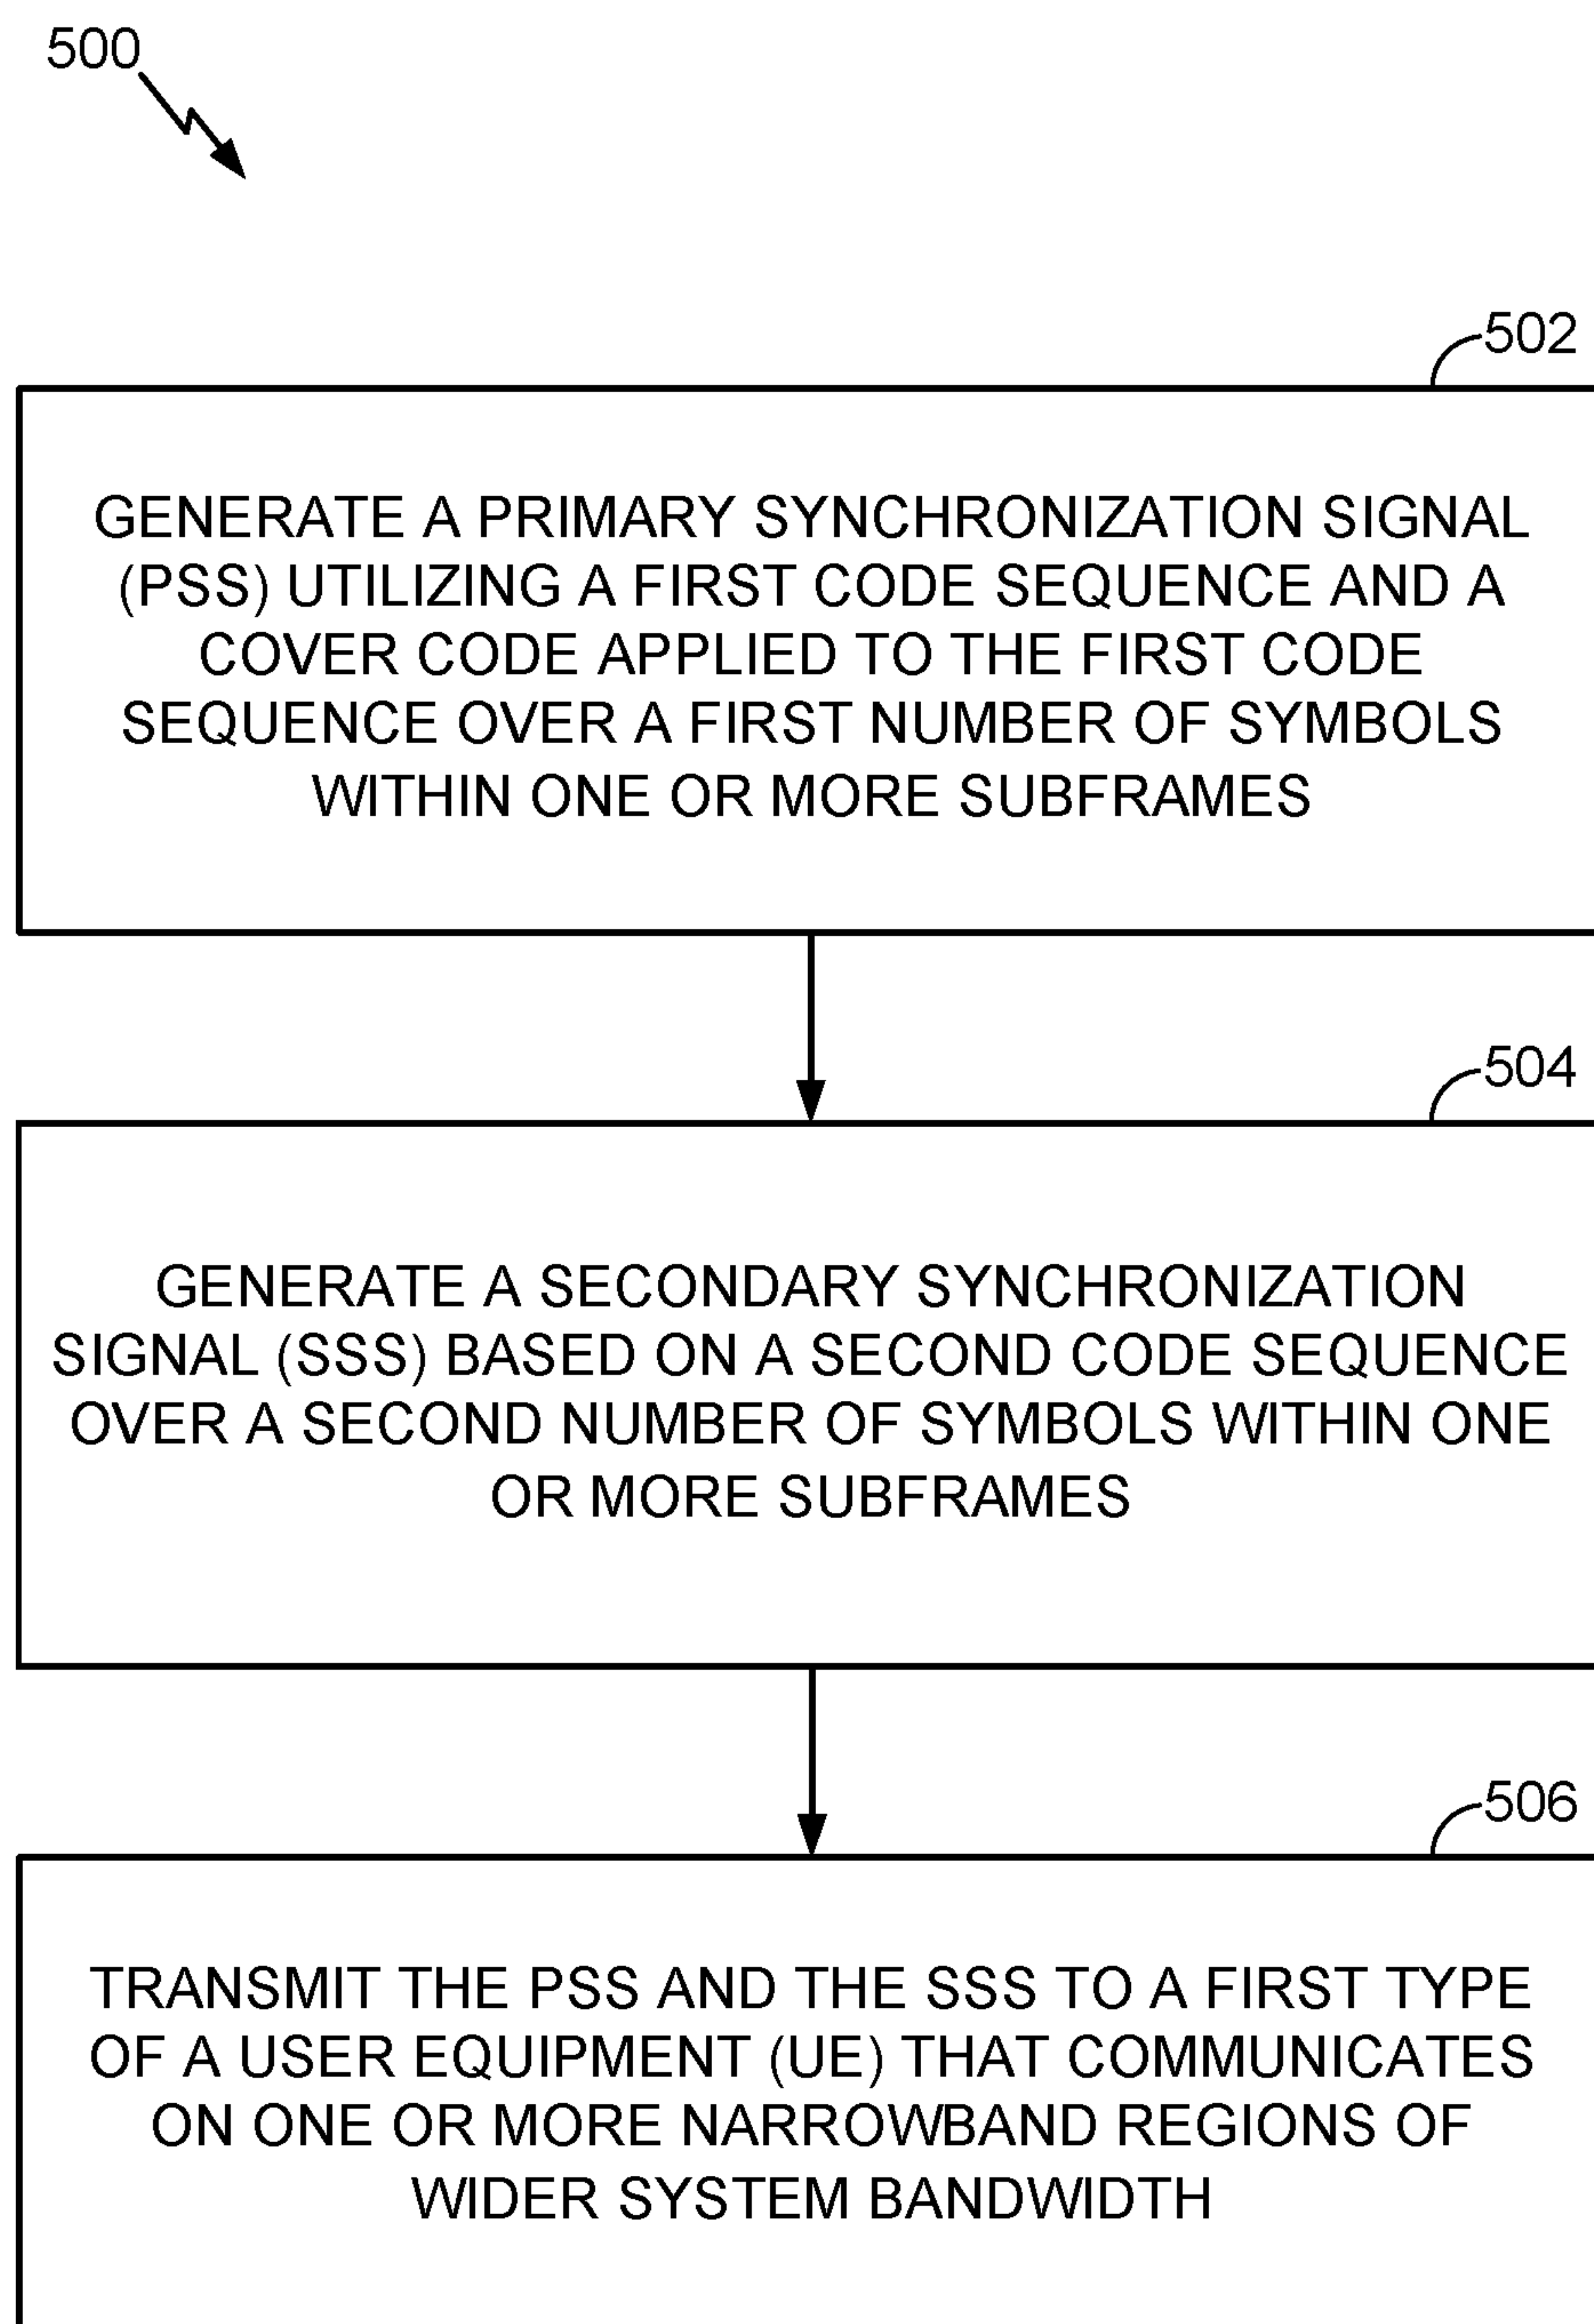 500
502
GENERATE A PRIMARY SYNCHRONIZATION SIGNAL
(PSS) UTILIZING A FIRST CODE SEQUENCE AND A
COVER CODE APPLIED TO THE FIRST CODE
SEQUENCE OVER A FIRST NUMBER OF SYMBOLS
WITHIN ONE OR MORE SUBFRAMES
504
GENERATE A SECONDARY SYNCHRONIZATION
SIGNAL (SSS) BASED ON A SECOND CODE SEQUENCE
OVER A SECOND NUMBER OF SYMBOLS WITHIN ONE
OR MORE SUBFRAMES
506
TRANSMIT THE PSS AND THE SSS TO A FIRST TYPE
OF A USER EQUIPMENT (UE) THAT COMMUNICATES
ON ONE OR MORE NARROWBAND REGIONS OF
WIDER SYSTEM BANDWIDTH